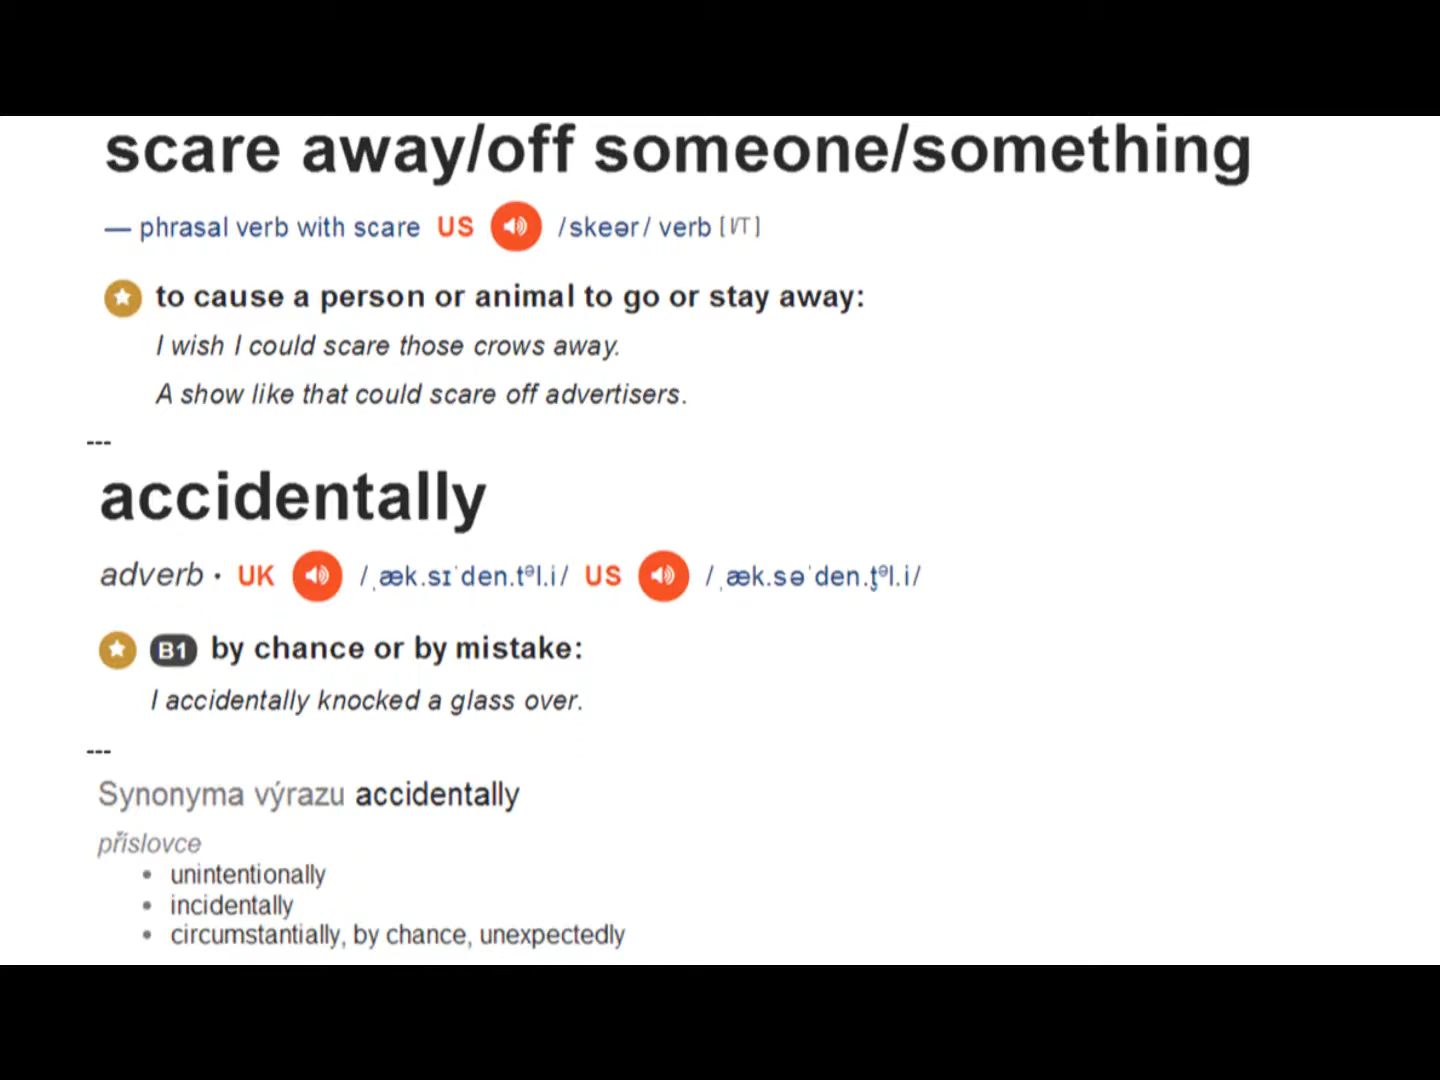 scare away/off someone/something
— phrasal verb with scare US /skeər/ verb [I/T]
to cause a person or animal to go or stay away:
I wish I could scare those crows away.
A show like that could scare off advertisers.
---
accidentally
adverb • UK /ˌæk.sɪˈden.təl.i/ US /ˌæk.səˈden.t̬əl.i/
B1 by chance or by mistake:
I accidentally knocked a glass over.
---
Synonyma výrazu accidentally
příslovce
• unintentionally
• incidentally
• circumstantially, by chance, unexpectedly